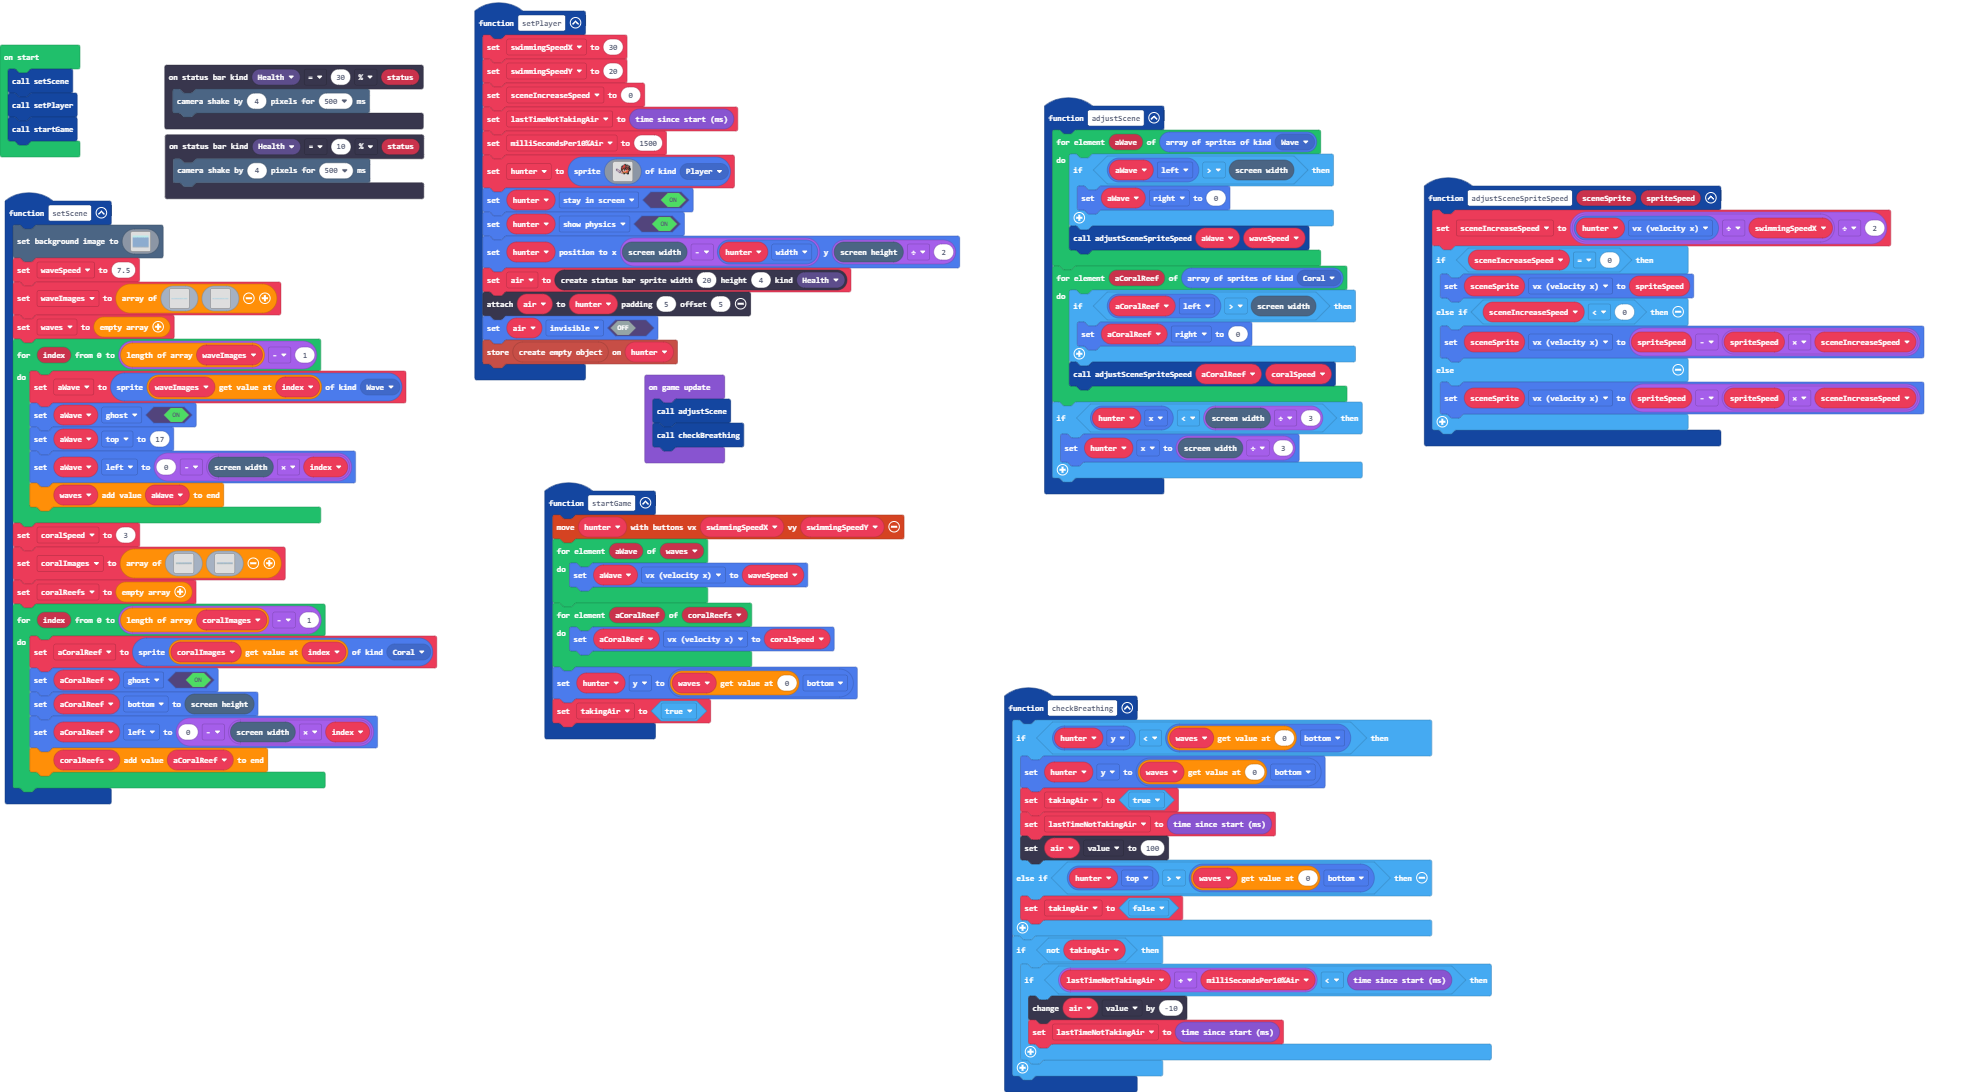 on start
call setScene
call setPlayer
call startGame
on status bar kind Health = 30 % status
camera shake by 4 pixels for 500 ms
on status bar kind Health = 10 % status
camera shake by 4 pixels for 500 ms
function setScene
set background image to
set waveSpeed to 7.5
set waveImages to array of
set waves to empty array
for index from 0 to length of array waveImages - 1
do
set aWave to sprite waveImages get value at index of kind Wave
set aWave ghost ON
set aWave top to 17
set aWave left to 0 - screen width × index
waves add value aWave to end
set coralSpeed to 3
set coralImages to array of
set coralReefs to empty array
for index from 0 to length of array coralImages - 1
do
set aCoralReef to sprite coralImages get value at index of kind Coral
set aCoralReef ghost ON
set aCoralReef bottom to screen height
set aCoralReef left to 0 - screen width × index
coralReefs add value aCoralReef to end
function setPlayer
set swimmingSpeedX to 30
set swimmingSpeedY to 20
set sceneIncreaseSpeed to 0
set lastTimeNotTakingAir to time since start (ms)
set milliSecondsPer10%Air to 1500
set hunter to sprite of kind Player
set hunter stay in screen ON
set hunter show physics ON
set hunter position to x screen width - hunter width y screen height ÷ 2
set air to create status bar sprite width 20 height 4 kind Health
attach air to hunter padding 5 offset 5
set air invisible OFF
store create empty object on hunter
on game update
call adjustScene
call checkBreathing
function startGame
move hunter with buttons vx swimmingSpeedX vy swimmingSpeedY
for element aWave of waves
do
set aWave vx (velocity x) to waveSpeed
for element aCoralReef of coralReefs
do
set aCoralReef vx (velocity x) to coralSpeed
set hunter y to waves get value at 0 bottom
set takingAir to true
function adjustScene
for element aWave of array of sprites of kind Wave
do
if aWave left > screen width then
set aWave right to 0
call adjustSceneSpriteSpeed aWave waveSpeed
for element aCoralReef of array of sprites of kind Coral
do
if aCoralReef left > screen width then
set aCoralReef right to 0
call adjustSceneSpriteSpeed aCoralReef coralSpeed
if hunter x < screen width ÷ 3 then
set hunter x to screen width ÷ 3
function adjustSceneSpriteSpeed sceneSprite spriteSpeed
set sceneIncreaseSpeed to hunter vx (velocity x) ÷ swimmingSpeedX ÷ 2
if sceneIncreaseSpeed = 0 then
set sceneSprite vx (velocity x) to spriteSpeed
else if sceneIncreaseSpeed < 0 then
set sceneSprite vx (velocity x) to spriteSpeed - spriteSpeed × sceneIncreaseSpeed
else
set sceneSprite vx (velocity x) to spriteSpeed - spriteSpeed × sceneIncreaseSpeed
function checkBreathing
if hunter y < waves get value at 0 bottom then
set hunter y to waves get value at 0 bottom
set takingAir to true
set lastTimeNotTakingAir to time since start (ms)
set air value to 100
else if hunter top > waves get value at 0 bottom then
set takingAir to false
if not takingAir then
if lastTimeNotTakingAir + milliSecondsPer10%Air < time since start (ms) then
change air value by -10
set lastTimeNotTakingAir to time since start (ms)